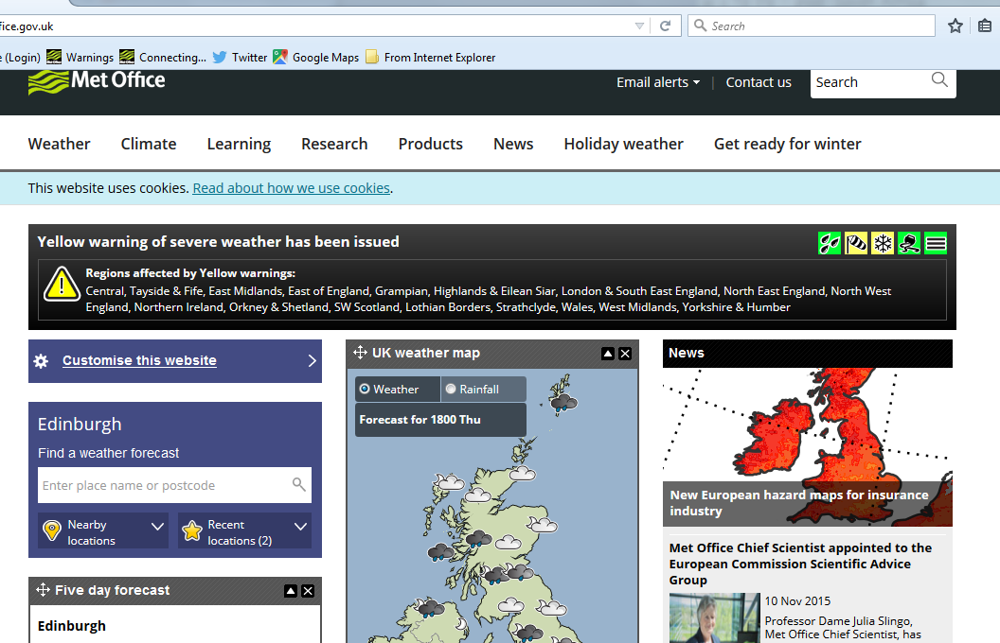 fice.gov.uk
Search
(Login) Warnings Connecting... Twitter Google Maps From Internet Explorer
Met Office
Email alerts | Contact us Search
Weather Climate Learning Research Products News Holiday weather Get ready for winter
This website uses cookies. Read about how we use cookies.
Yellow warning of severe weather has been issued
Regions affected by Yellow warnings:
Central, Tayside & Fife, East Midlands, East of England, Grampian, Highlands & Eilean Siar, London & South East England, North East England, North West
England, Northern Ireland, Orkney & Shetland, SW Scotland, Lothian Borders, Strathclyde, Wales, West Midlands, Yorkshire & Humber
Customise this website
Edinburgh
Find a weather forecast
Enter place name or postcode
Nearby
locations
Recent
locations (2)
Five day forecast
Edinburgh
UK weather map
Weather Rainfall
Forecast for 1800 Thu
News
New European hazard maps for insurance
industry
Met Office Chief Scientist appointed to the
European Commission Scientific Advice
Group
10 Nov 2015
Professor Dame Julia Slingo,
Met Office Chief Scientist, has